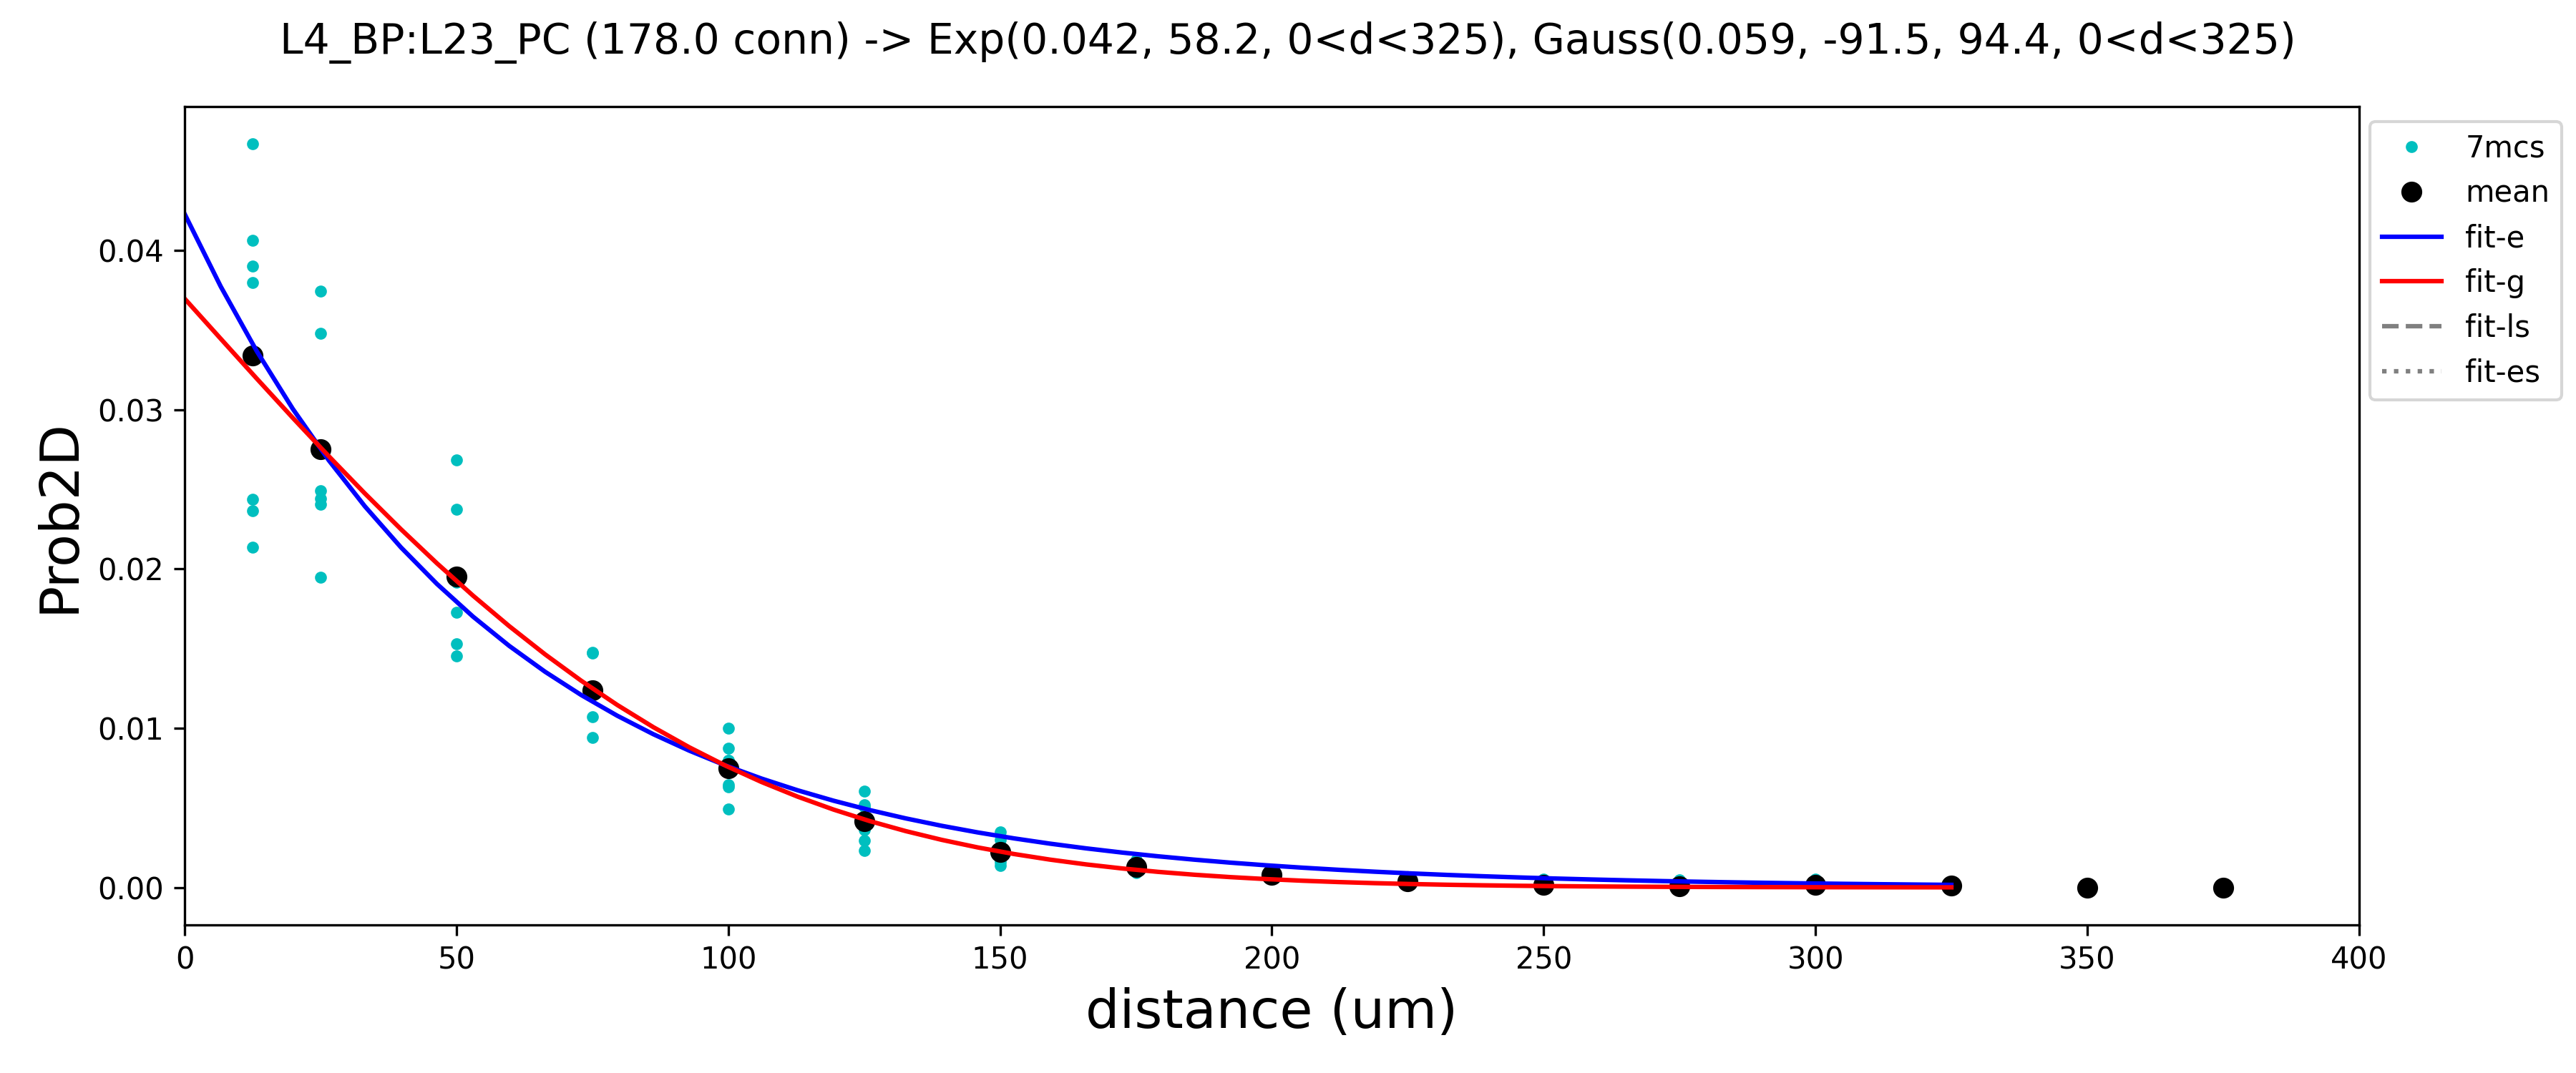 L4_BP:L23_PC (178.0 conn) -> Exp(0.042, 58.2, 0<d<325), Gauss(0.059, -91.5, 94.4, 0<d<325)
7mcs
mean
fit-e
fit-g
fit-ls
fit-es
Prob2D
0.04
0.03
0.02
0.01
0.00
0 50 100 150 200 250 300 350 400
distance (um)